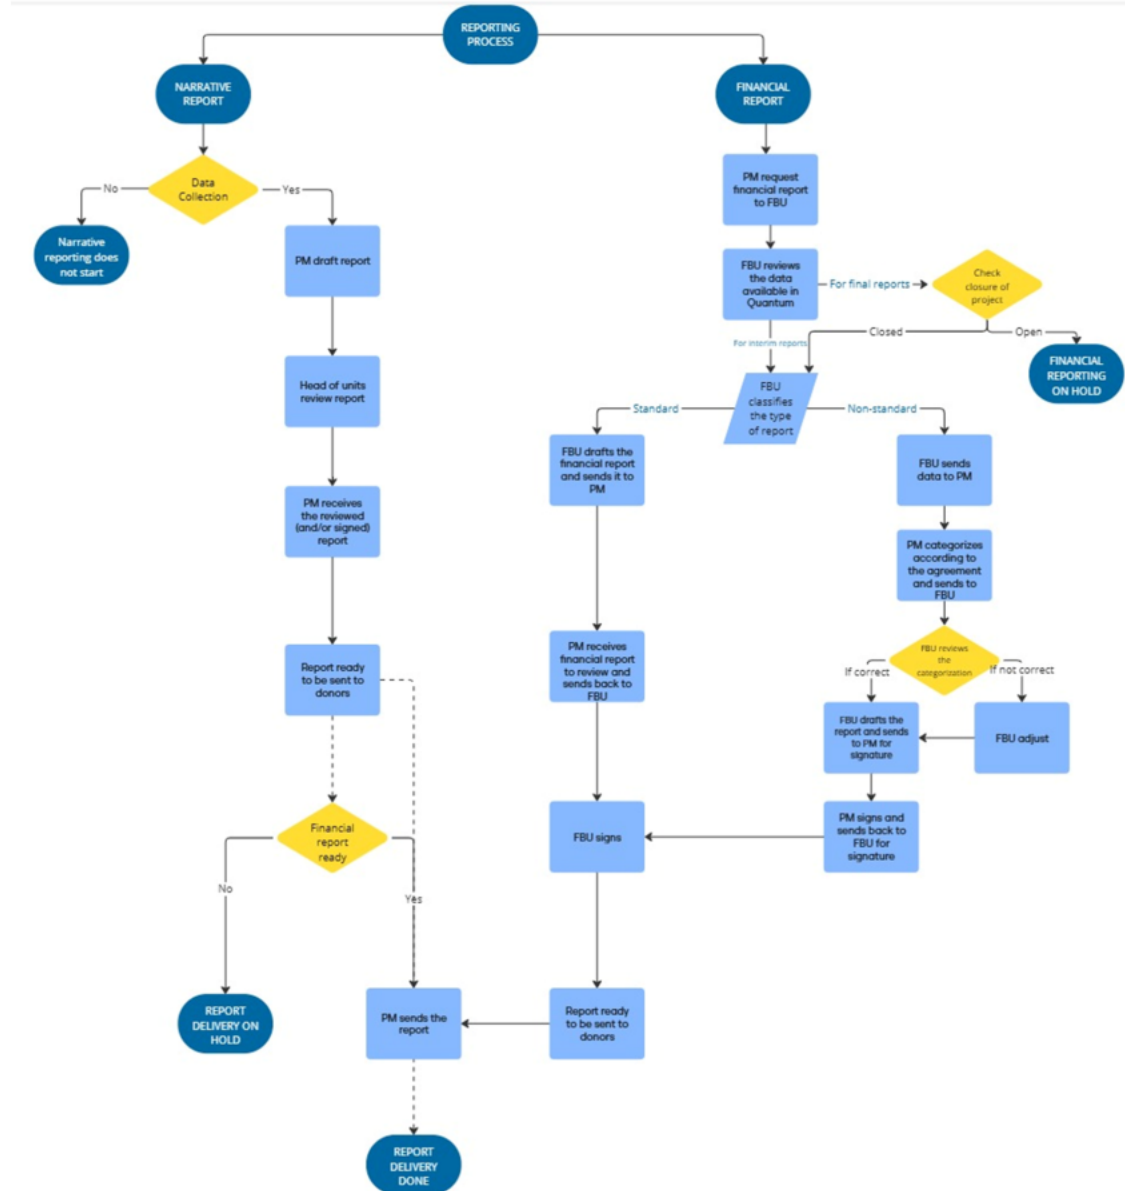 REPORTING
PROCESS
NARRATIVE
REPORT
FINANCIAL
REPORT
Data
Collection
No
Yes
Narrative
reporting does
not start
PM draft report
Head of units
review report
PM receives
the reviewed
(and/or signed)
report
Report ready
to be sent to
donors
Financial
report
ready
No
Yes
REPORT
DELIVERY ON
HOLD
PM sends the
report
REPORT
DELIVERY
DONE
PM request
financial report
to FBU
FBU reviews
the data
available in
Quantum
For final reports
Check
closure of
project
Closed
Open
FINANCIAL
REPORTING
ON HOLD
For interim reports
FBU
classifies
the type
of report
Standard
Non-standard
FBU drafts the
financial report
and sends it to
PM
PM receives
financial report
to review and
sends back to
FBU
FBU sends
data to PM
PM categorizes
according to
the agreement
and sends to
FBU
FBU reviews
the
categorization
If correct
If not correct
FBU drafts the
report and sends
to PM for
signature
FBU adjust
PM signs and
sends back to
FBU for
signature
FBU signs
Report ready
to be sent to
donors